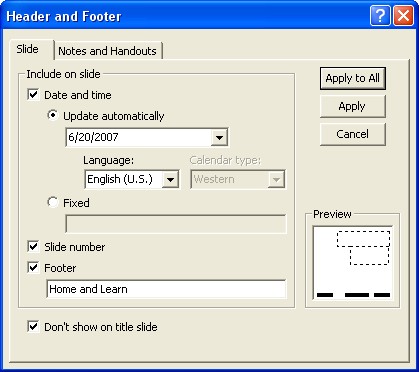 Header and Footer
Slide
Notes and Handouts
Include on slide
Date and time
Update automatically
6/20/2007
Language:
Calendar type:
English (U.S.)
Western
Fixed
Slide number
Footer
Home and Learn
Don't show on title slide
Apply to All
Apply
Cancel
Preview